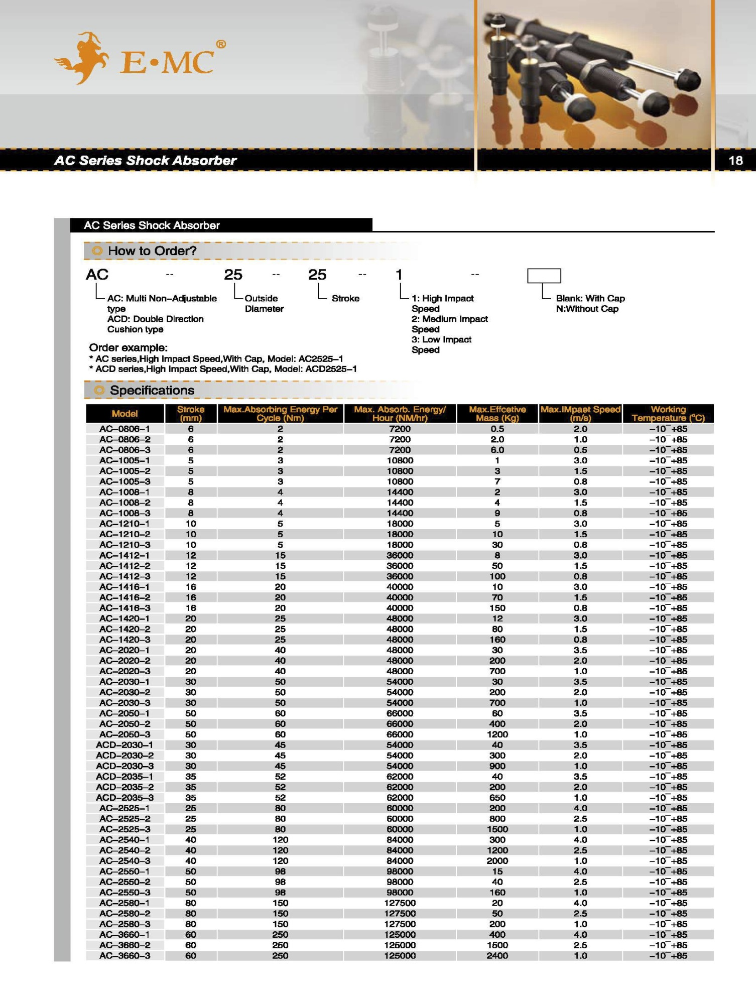 E•MC®
AC Series Shock Absorber
18
AC Series Shock Absorber
How to Order?
AC -- 25 -- 25 -- 1 --
AC: Multi Non–Adjustable type
ACD: Double Direction Cushion type
Outside Diameter
Stroke
1: High Impact Speed
2: Medium Impact Speed
3: Low Impact Speed
Blank: With Cap
N:Without Cap
Order example:
* AC series,High Impact Speed,With Cap, Model: AC2525–1
* ACD series,High Impact Speed,With Cap, Model: ACD2525–1
Specifications
Model Stroke (mm) Max.Absorbing Energy Per Cycle (Nm) Max. Absorb. Energy/ Hour (NM/hr) Max.Effcetive Mass (Kg) Max.IMpaet Speed (m/s) Working Temperature (°C)
AC–0806–1 6 2 7200 0.5 2.0 –10¯+85
AC–0806–2 6 2 7200 2.0 1.0 –10¯+85
AC–0806–3 6 2 7200 6.0 0.5 –10¯+85
AC–1005–1 5 3 10800 1 3.0 –10¯+85
AC–1005–2 5 3 10800 3 1.5 –10¯+85
AC–1005–3 5 3 10800 7 0.8 –10¯+85
AC–1008–1 8 4 14400 2 3.0 –10¯+85
AC–1008–2 8 4 14400 4 1.5 –10¯+85
AC–1008–3 8 4 14400 9 0.8 –10¯+85
AC–1210–1 10 5 18000 5 3.0 –10¯+85
AC–1210–2 10 5 18000 10 1.5 –10¯+85
AC–1210–3 10 5 18000 30 0.8 –10¯+85
AC–1412–1 12 15 36000 8 3.0 –10¯+85
AC–1412–2 12 15 36000 50 1.5 –10¯+85
AC–1412–3 12 15 36000 100 0.8 –10¯+85
AC–1416–1 16 20 40000 10 3.0 –10¯+85
AC–1416–2 16 20 40000 70 1.5 –10¯+85
AC–1416–3 16 20 40000 150 0.8 –10¯+85
AC–1420–1 20 25 48000 12 3.0 –10¯+85
AC–1420–2 20 25 48000 80 1.5 –10¯+85
AC–1420–3 20 25 48000 160 0.8 –10¯+85
AC–2020–1 20 40 48000 30 3.5 –10¯+85
AC–2020–2 20 40 48000 200 2.0 –10¯+85
AC–2020–3 20 40 48000 700 1.0 –10¯+85
AC–2030–1 30 50 54000 30 3.5 –10¯+85
AC–2030–2 30 50 54000 200 2.0 –10¯+85
AC–2030–3 30 50 54000 700 1.0 –10¯+85
AC–2050–1 50 60 66000 60 3.5 –10¯+85
AC–2050–2 50 60 66000 400 2.0 –10¯+85
AC–2050–3 50 60 66000 1200 1.0 –10¯+85
ACD–2030–1 30 45 54000 40 3.5 –10¯+85
ACD–2030–2 30 45 54000 300 2.0 –10¯+85
ACD–2030–3 30 45 54000 900 1.0 –10¯+85
ACD–2035–1 35 52 62000 40 3.5 –10¯+85
ACD–2035–2 35 52 62000 200 2.0 –10¯+85
ACD–2035–3 35 52 62000 650 1.0 –10¯+85
AC–2525–1 25 80 60000 200 4.0 –10¯+85
AC–2525–2 25 80 60000 800 2.5 –10¯+85
AC–2525–3 25 80 60000 1500 1.0 –10¯+85
AC–2540–1 40 120 84000 300 4.0 –10¯+85
AC–2540–2 40 120 84000 1200 2.5 –10¯+85
AC–2540–3 40 120 84000 2000 1.0 –10¯+85
AC–2550–1 50 98 98000 15 4.0 –10¯+85
AC–2550–2 50 98 98000 40 2.5 –10¯+85
AC–2550–3 50 98 98000 160 1.0 –10¯+85
AC–2580–1 80 150 127500 20 4.0 –10¯+85
AC–2580–2 80 150 127500 50 2.5 –10¯+85
AC–2580–3 80 150 127500 200 1.0 –10¯+85
AC–3660–1 60 250 125000 400 4.0 –10¯+85
AC–3660–2 60 250 125000 1500 2.5 –10¯+85
AC–3660–3 60 250 125000 2400 1.0 –10¯+85